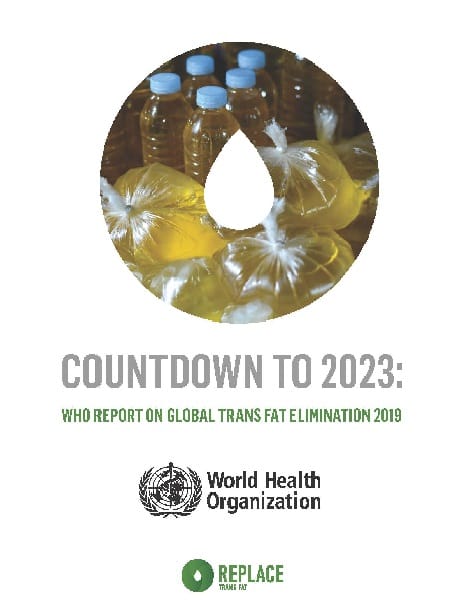 COUNTDOWN TO 2023:
WHO REPORT ON GLOBAL TRANS FAT ELIMINATION 2019
World Health
Organization
REPLACE
TRANS FAT